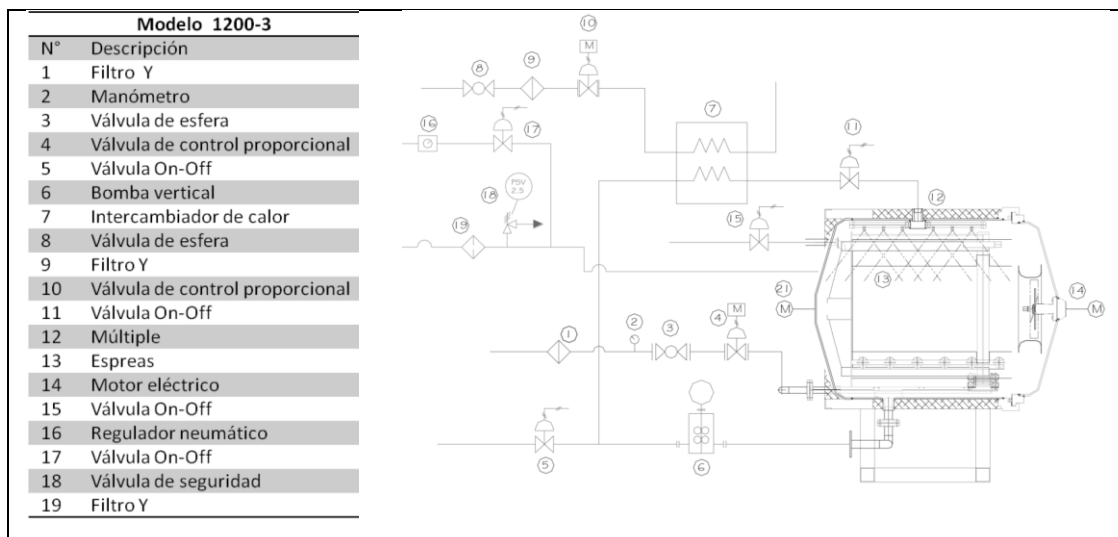 Modelo 1200-3
N° Descripción
1 Filtro Y
2 Manómetro
3 Válvula de esfera
4 Válvula de control proporcional
5 Válvula On-Off
6 Bomba vertical
7 Intercambiador de calor
8 Válvula de esfera
9 Filtro Y
10 Válvula de control proporcional
11 Válvula On-Off
12 Múltiple
13 Espreas
14 Motor eléctrico
15 Válvula On-Off
16 Regulador neumático
17 Válvula On-Off
18 Válvula de seguridad
19 Filtro Y
10
M
8
9
7
16
17
11
PSV
2.5
18
12
15
19
13
21
M
14
M
M
4
2
3
1
5
6